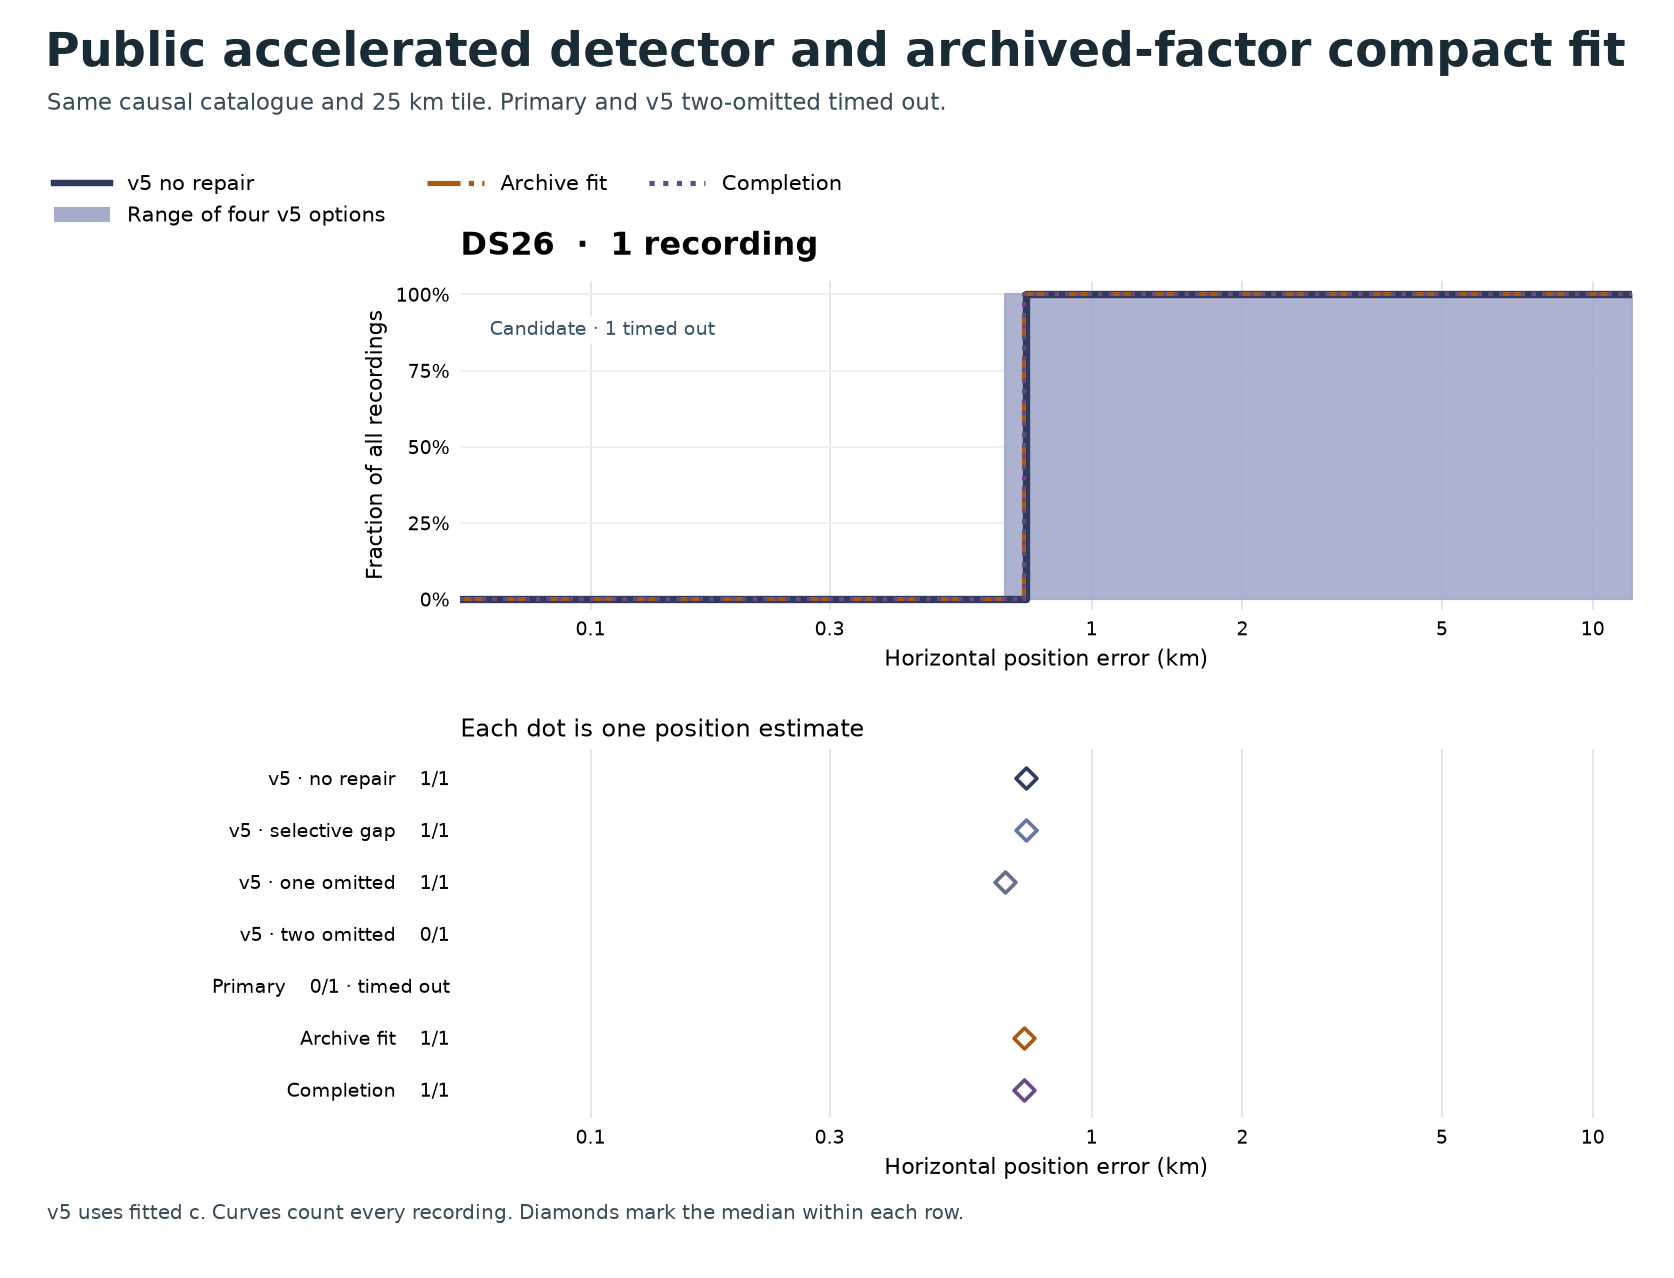 Public accelerated detector and archived-factor compact fit
Same causal catalogue and 25 km tile. Primary and v5 two-omitted timed out.
v5 no repair
Archive fit
Completion
Range of four v5 options
DS26 · 1 recording
100%
Candidate · 1 timed out
75%
50%
25%
0%
Fraction of all recordings
0.1 0.3 1 2 5 10
Horizontal position error (km)
Each dot is one position estimate
v5 · no repair 1/1
v5 · selective gap 1/1
v5 · one omitted 1/1
v5 · two omitted 0/1
Primary 0/1 · timed out
Archive fit 1/1
Completion 1/1
0.1 0.3 1 2 5 10
Horizontal position error (km)
v5 uses fitted c. Curves count every recording. Diamonds mark the median within each row.